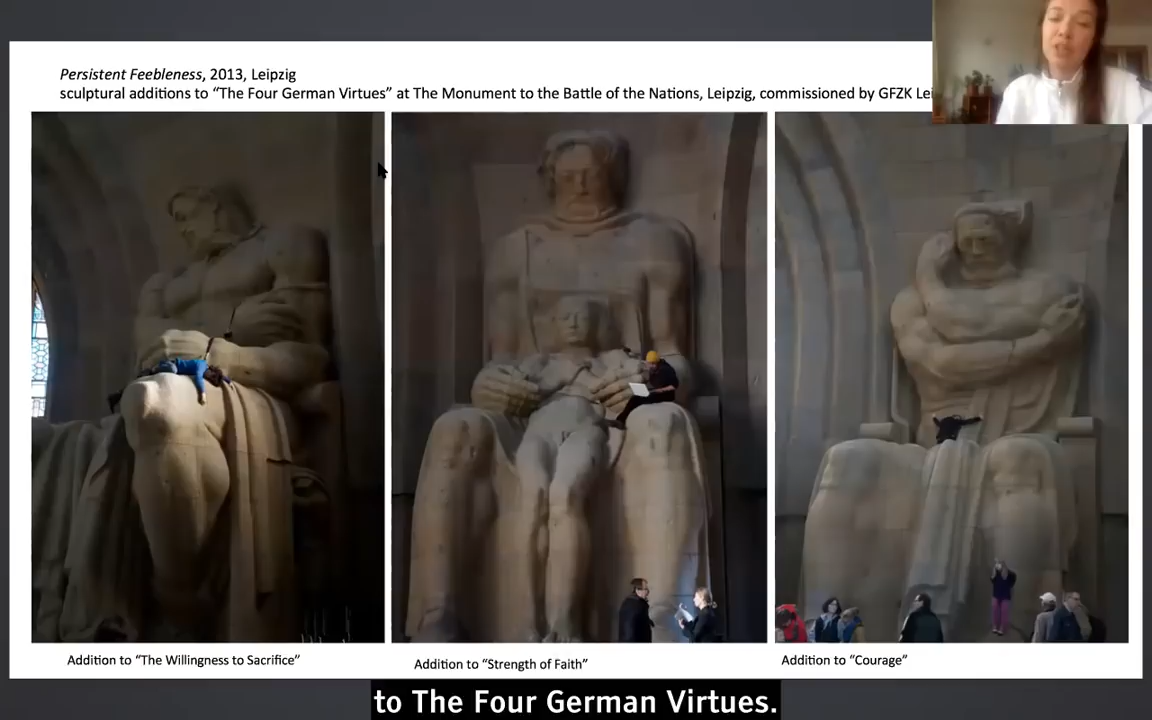 Persistent Feebleness, 2013, Leipzig
sculptural additions to “The Four German Virtues” at The Monument to the Battle of the Nations, Leipzig, commissioned by GFZK
Addition to “The Willingness to Sacrifice”
Addition to “Strength of Faith”
Addition to “Courage”
to The Four German Virtues.